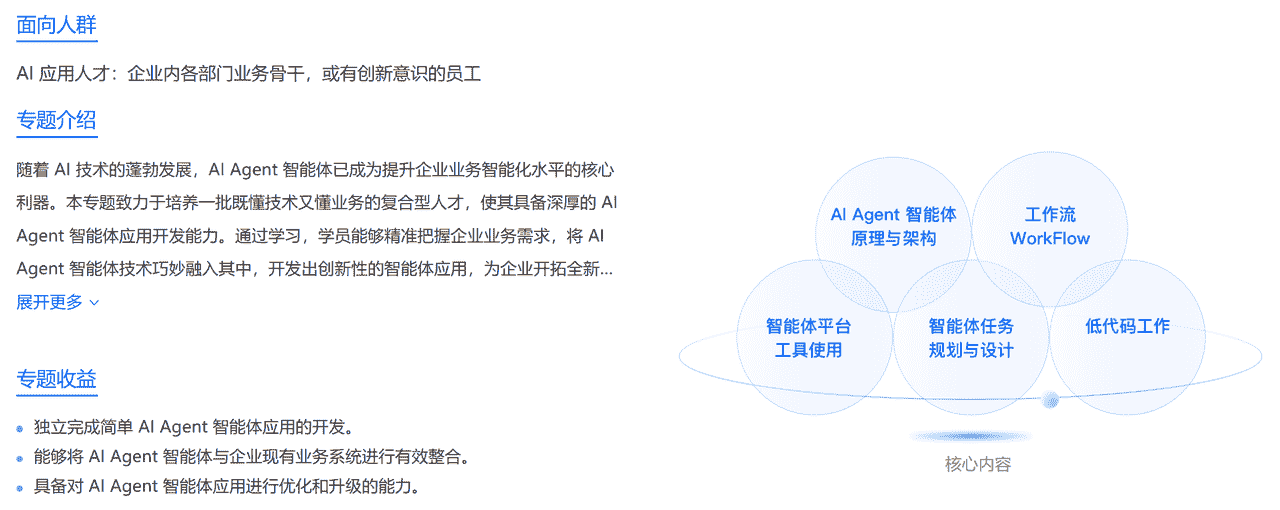 面向人群
AI 应用人才：企业内各部门业务骨干，或有创新意识的员工
专题介绍
随着 AI 技术的蓬勃发展，AI Agent 智能体已成为提升企业业务智能化水平的核心
利器。本专题致力于培养一批既懂技术又懂业务的复合型人才，使其具备深厚的 AI
Agent 智能体应用开发能力。通过学习，学员能够精准把握企业业务需求，将 AI
Agent 智能体技术巧妙融入其中，开发出创新性的智能体应用，为企业开拓全新...
展开更多
专题收益
独立完成简单 AI Agent 智能体应用的开发。
能够将 AI Agent 智能体与企业现有业务系统进行有效整合。
具备对 AI Agent 智能体应用进行优化和升级的能力。
AI Agent 智能体
原理与架构
工作流
WorkFlow
智能体平台
工具使用
智能体任务
规划与设计
低代码工作
核心内容